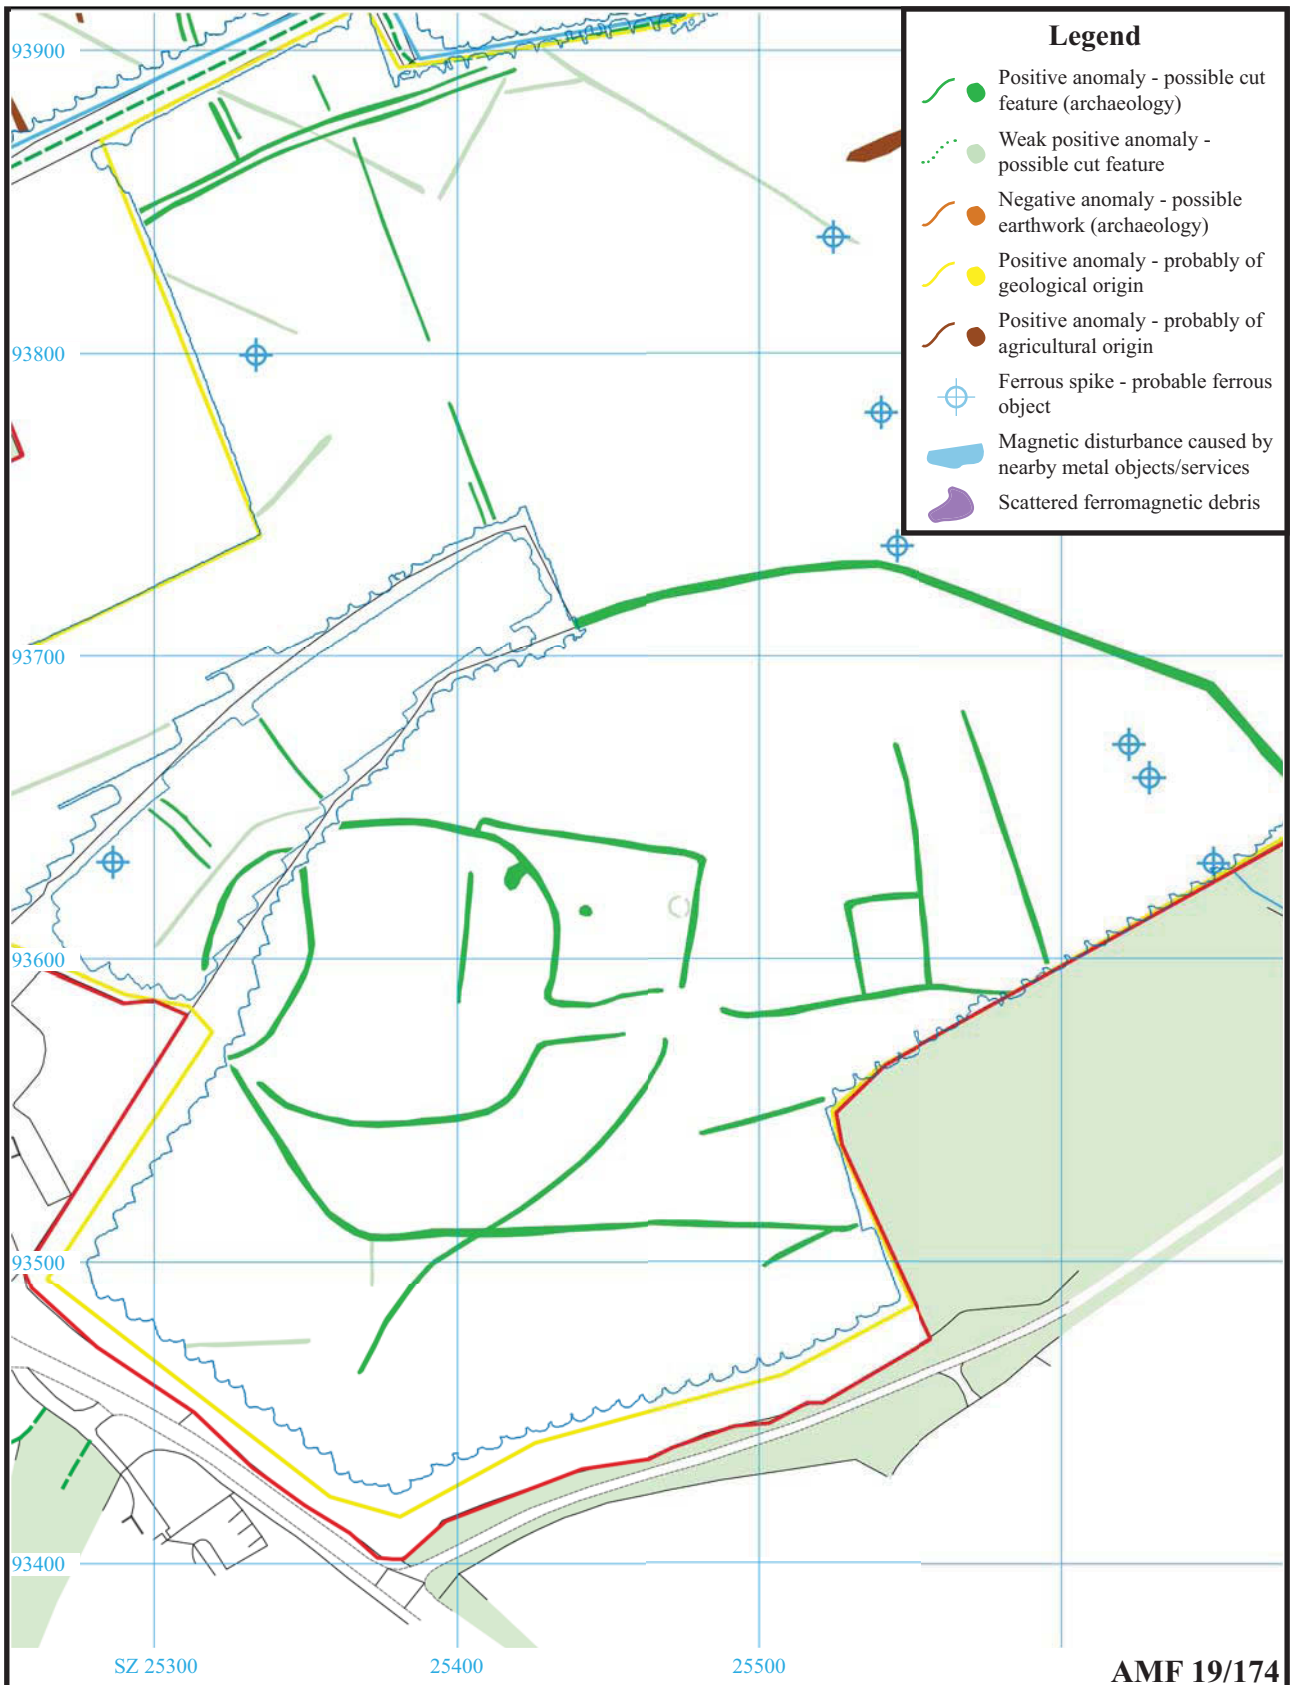 Legend
Positive anomaly - possible cut
feature (archaeology)
Weak positive anomaly -
possible cut feature
Negative anomaly - possible
earthwork (archaeology)
Positive anomaly - probably of
geological origin
Positive anomaly - probably of
agricultural origin
Ferrous spike - probable ferrous
object
Magnetic disturbance caused by
nearby metal objects/services
Scattered ferromagnetic debris
93900
93800
93700
93600
93500
93400
SZ 25300
25400
25500
AMF 19/174